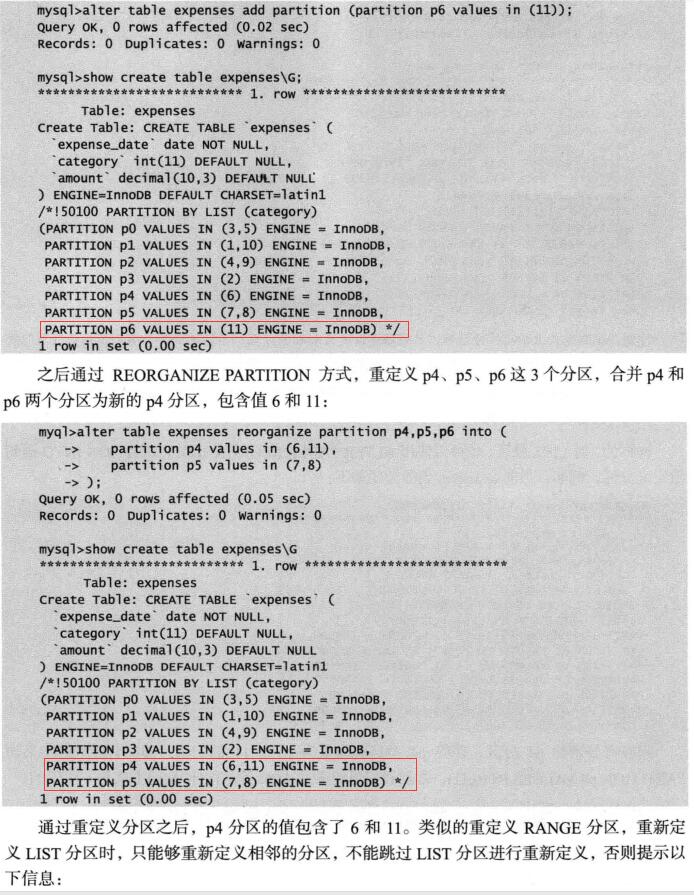 mysql>alter table expenses add partition (partition p6 values in (11));
Query OK, 0 rows affected (0.02 sec)
Records: 0 Duplicates: 0 Warnings: 0
mysql>show create table expenses\G;
*************************** 1. row ***************************
Table: expenses
Create Table: CREATE TABLE `expenses` (
`expense_date` date NOT NULL,
`category` int(11) DEFAULT NULL,
`amount` decimal(10,3) DEFAULT NULL
) ENGINE=InnoDB DEFAULT CHARSET=latin1
/*!50100 PARTITION BY LIST (category)
(PARTITION p0 VALUES IN (3,5) ENGINE = InnoDB,
PARTITION p1 VALUES IN (1,10) ENGINE = InnoDB,
PARTITION p2 VALUES IN (4,9) ENGINE = InnoDB,
PARTITION p3 VALUES IN (2) ENGINE = InnoDB,
PARTITION p4 VALUES IN (6) ENGINE = InnoDB,
PARTITION p5 VALUES IN (7,8) ENGINE = InnoDB,
PARTITION p6 VALUES IN (11) ENGINE = InnoDB) */
1 row in set (0.00 sec)
之后通过 REORGANIZE PARTITION 方式，重定义 p4、p5、p6 这 3 个分区，合并 p4 和
p6 两个分区为新的 p4 分区，包含值 6 和 11：
myql>alter table expenses reorganize partition p4,p5,p6 into (
-> partition p4 values in (6,11),
-> partition p5 values in (7,8)
-> );
Query OK, 0 rows affected (0.05 sec)
Records: 0 Duplicates: 0 Warnings: 0
mysql>show create table expenses\G
*************************** 1. row ***************************
Table: expenses
Create Table: CREATE TABLE `expenses` (
`expense_date` date NOT NULL,
`category` int(11) DEFAULT NULL,
`amount` decimal(10,3) DEFAULT NULL
) ENGINE=InnoDB DEFAULT CHARSET=latin1
/*!50100 PARTITION BY LIST (category)
(PARTITION p0 VALUES IN (3,5) ENGINE = InnoDB,
PARTITION p1 VALUES IN (1,10) ENGINE = InnoDB,
PARTITION p2 VALUES IN (4,9) ENGINE = InnoDB,
PARTITION p3 VALUES IN (2) ENGINE = InnoDB,
PARTITION p4 VALUES IN (6,11) ENGINE = InnoDB,
PARTITION p5 VALUES IN (7,8) ENGINE = InnoDB) */
1 row in set (0.00 sec)
通过重定义分区之后，p4 分区的值包含了 6 和 11。类似的重定义 RANGE 分区，重新定
义 LIST 分区时，只能够重新定义相邻的分区，不能跳过 LIST 分区进行重新定义，否则提示以
下信息：